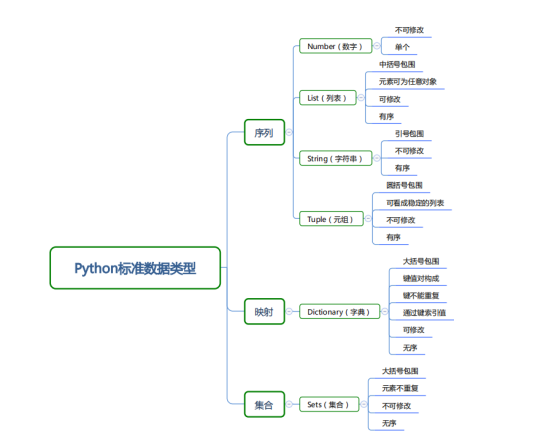 Python标准数据类型
序列
Number（数字）
不可修改
单个
List（列表）
中括号包围
元素可为任意对象
可修改
有序
String（字符串）
引号包围
不可修改
有序
Tuple（元组）
圆括号包围
可看成稳定的列表
不可修改
有序
映射
Dictionary（字典）
大括号包围
键值对构成
键不能重复
通过键索引值
可修改
无序
集合
Sets（集合）
大括号包围
元素不重复
不可修改
无序